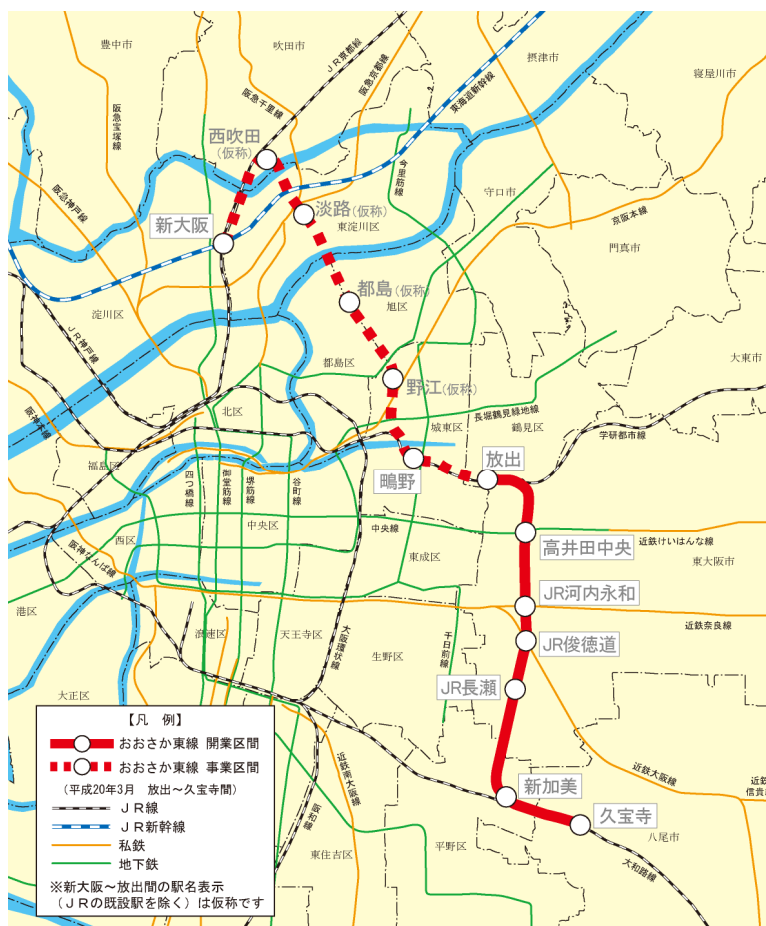 豊中市
吹田市
JR京都線
阪急京都線
摂津市
東海道新幹線
寝屋川市
阪急宝塚線
阪急千里線
西吹田
(仮称)
今里筋線
守口市
阪急神戸線
新大阪
淡路(仮称)
東淀川区
京阪本線
門真市
都島(仮称)
旭区
淀川区
JR神戸線
都島区
大東市
野江(仮称)
阪神本線
北区
長堀鶴見緑地線
城東区
鶴見区
学研都市線
福島区
鴫野
放出
四つ橋線
御堂筋線
堺筋線
谷町線
中央区
中央線
西区
高井田中央
近鉄けいはんな線
阪神なんば線
東成区
東大阪市
港区
JR河内永和
浪速区
天王寺区
大阪環状線
生野区
千日前線
近鉄奈良線
JR俊徳道
大正区
JR長瀬
【凡 例】
おおさか東線 開業区間
おおさか東線 事業区間
(平成20年3月 放出~久宝寺間)
JR線
JR新幹線
私鉄
地下鉄
※新大阪~放出間の駅名表示
(JRの既設駅を除く)は仮称です
近鉄南大阪線
阪和線
近鉄大阪線
近鉄
信貴
新加美
久宝寺
八尾市
東住吉区
平野区
大和路線